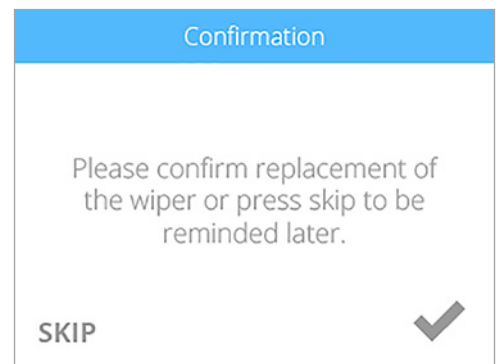 Confirmation
Please confirm replacement of
the wiper or press skip to be
reminded later.
SKIP